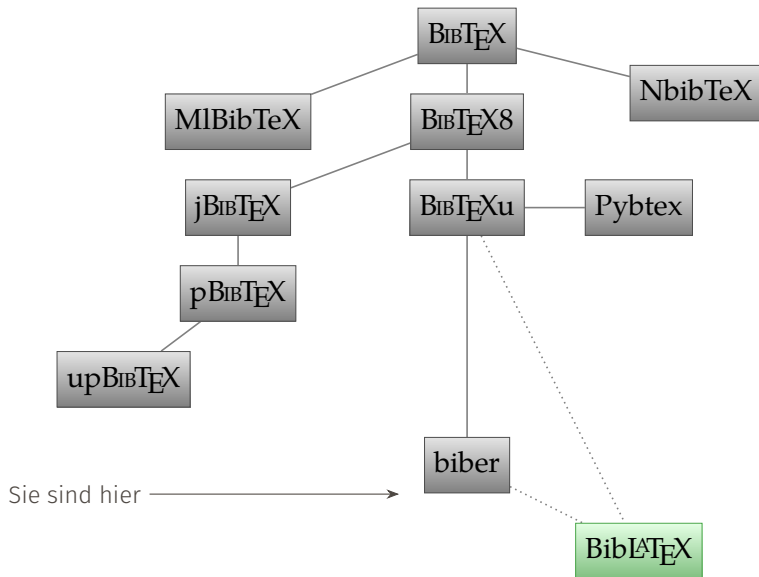 BIBTEX
MlBibTeX
BIBTEX8
NbibTeX
jBIBTEX
BIBTEXu
Pybtex
pBIBTEX
upBIBTEX
biber
Sie sind hier
BibLATEX